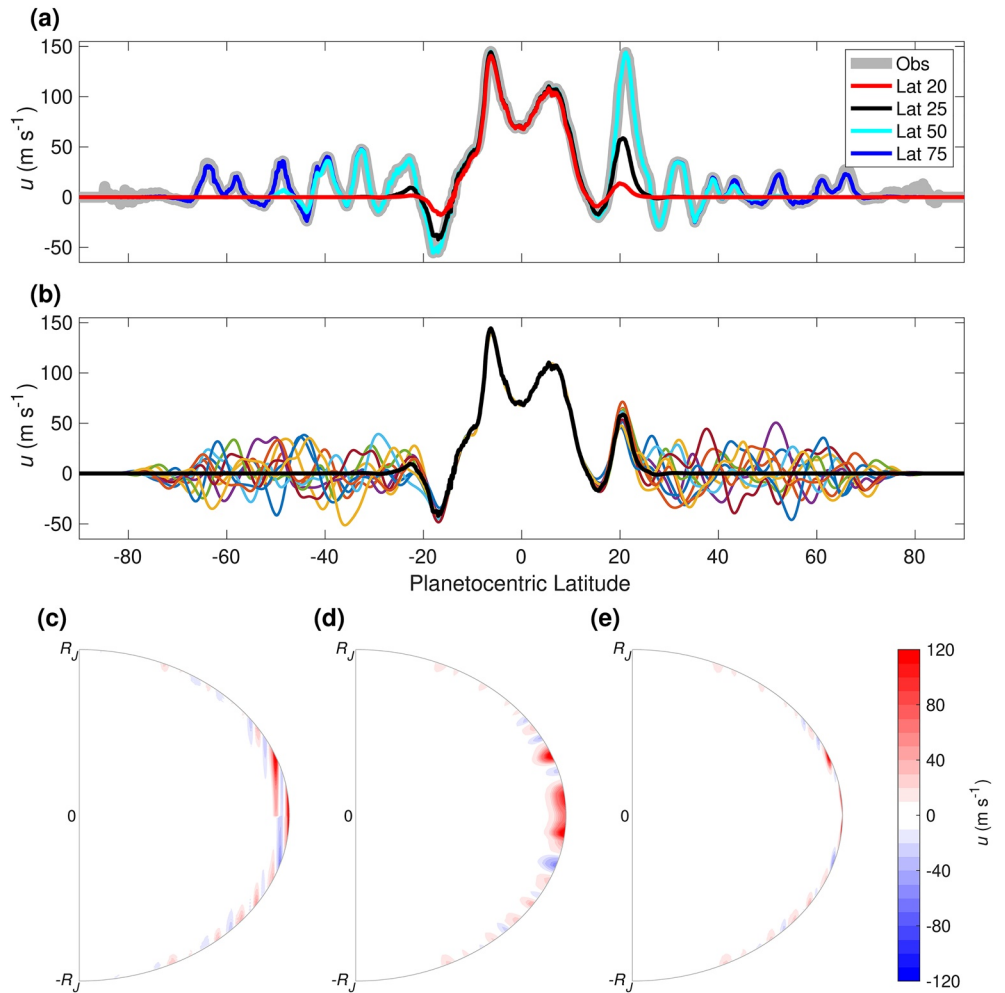 (a)
150
100
50
0
-50
u (m s⁻¹)
Obs
Lat 20
Lat 25
Lat 50
Lat 75
(b)
150
100
50
0
-50
u (m s⁻¹)
-80 -60 -40 -20 0 20 40 60 80
Planetocentric Latitude
(c) (d) (e)
R_J R_J R_J
0 0 0
-R_J -R_J -R_J
120
80
40
0
-40
-80
-120
u (m s⁻¹)